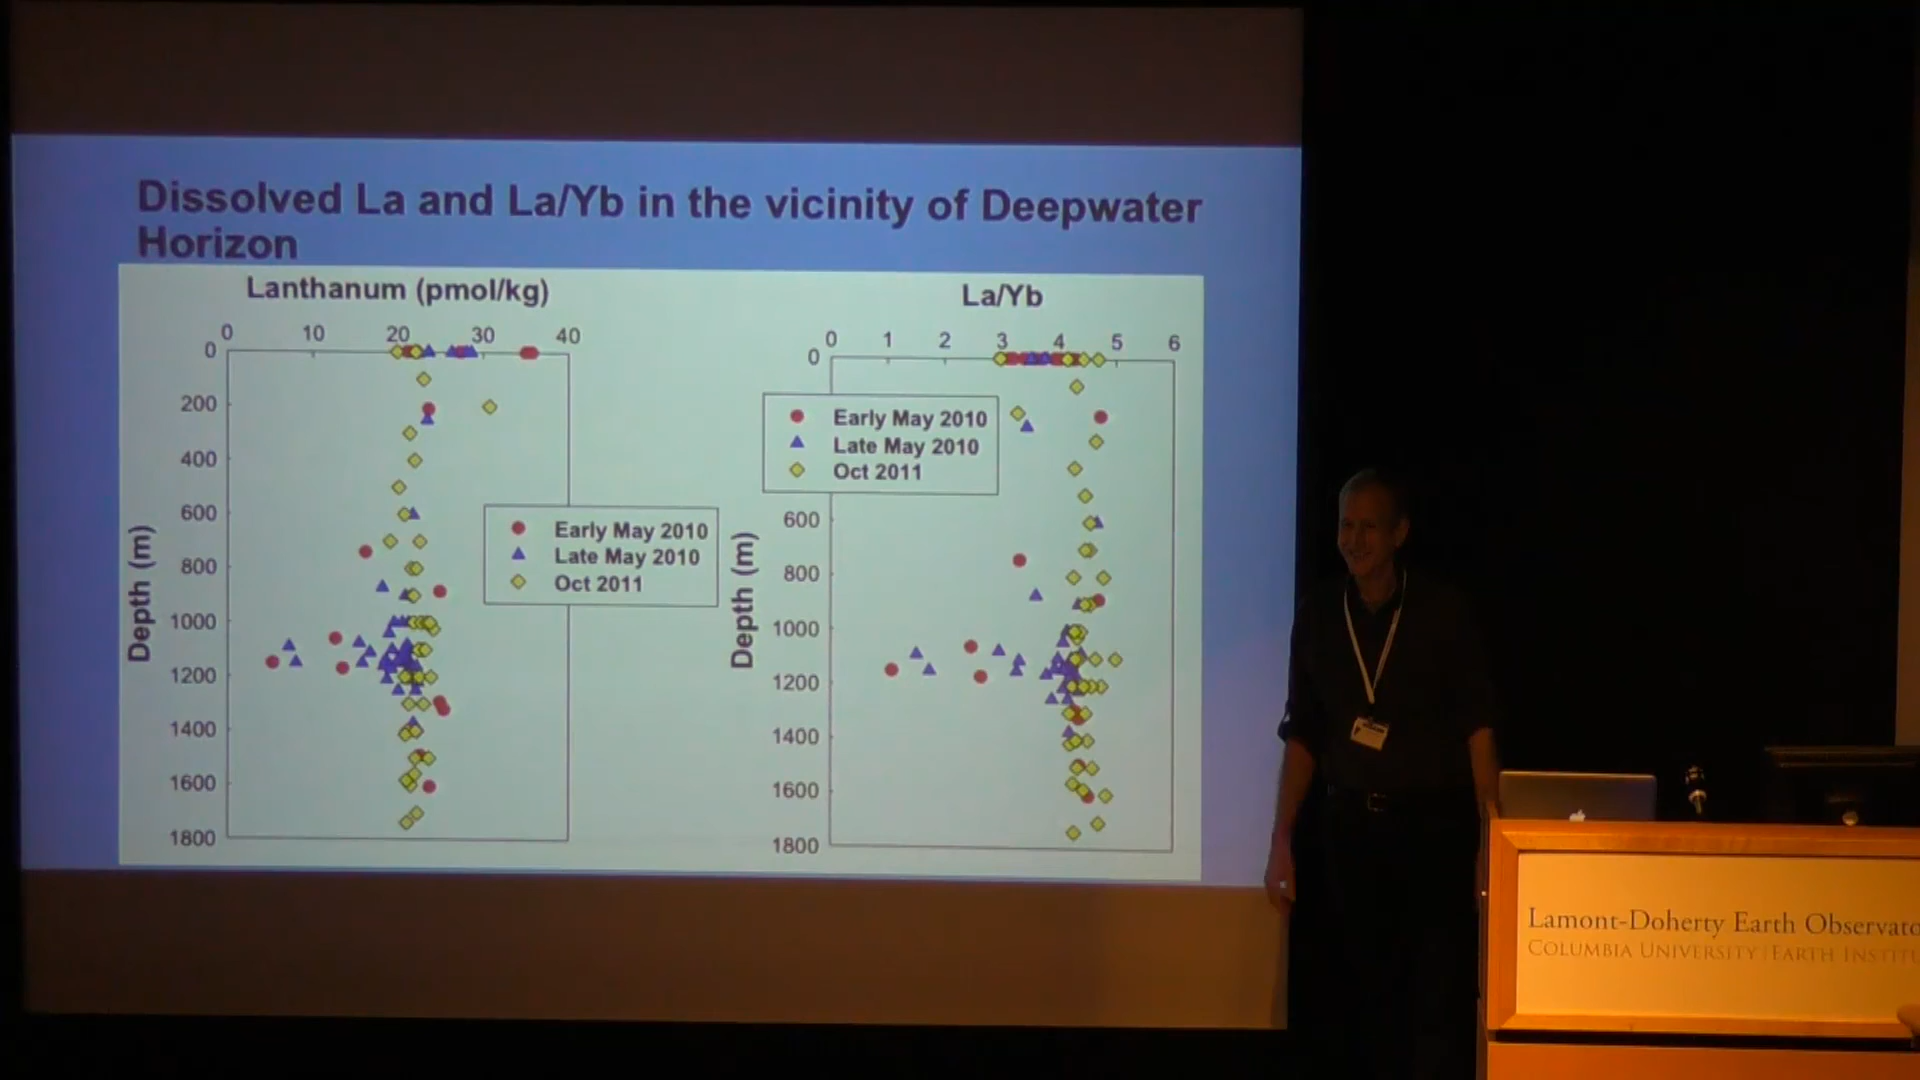 Dissolved La and La/Yb in the vicinity of Deepwater
Horizon
Lanthanum (pmol/kg)
0 10 20 30 40
0
200
400
600
800
1000
1200
1400
1600
1800
Depth (m)
Early May 2010
Late May 2010
Oct 2011
La/Yb
0 1 2 3 4 5 6
0
600
800
1000
1200
1400
1600
1800
Depth (m)
Early May 2010
Late May 2010
Oct 2011
Lamont-Doherty Earth Observato
COLUMBIA UNIVERSITY | EARTH INSTITU